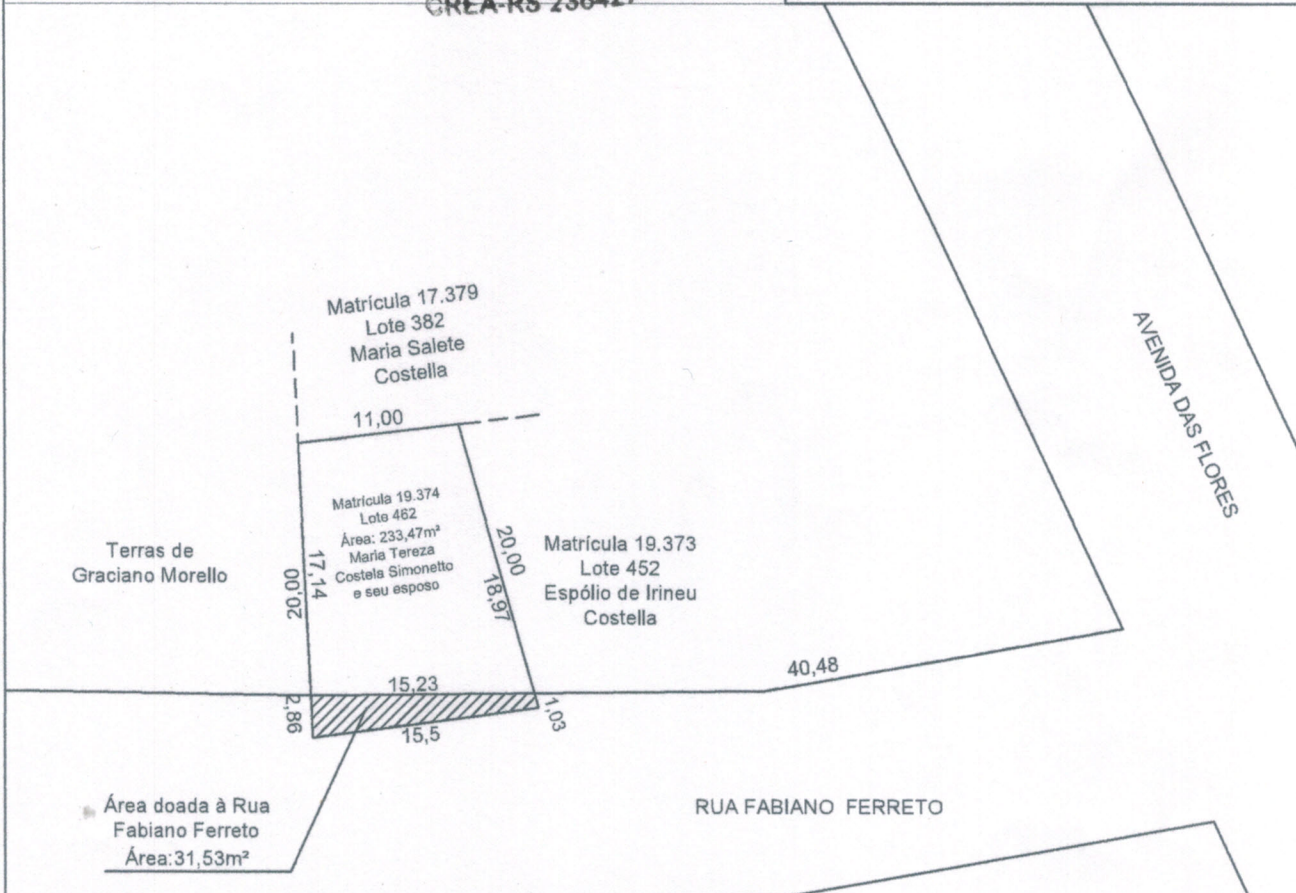 CREA-RS 236427
Matrícula 17.379
Lote 382
Maria Salete
Costella
11,00
AVENIDA DAS FLORES
Matrícula 19.374
Lote 462
Área: 233,47m²
Maria Tereza
Costela Simonetto
e seu esposo
17,14
20,00
20,00
18,97
Terras de
Graciano Morello
Matrícula 19.373
Lote 452
Espólio de Irineu
Costella
40,48
15,23
2,86
15,5
1,03
Área doada à Rua
Fabiano Ferreto
Área:31,53m²
RUA FABIANO FERRETO